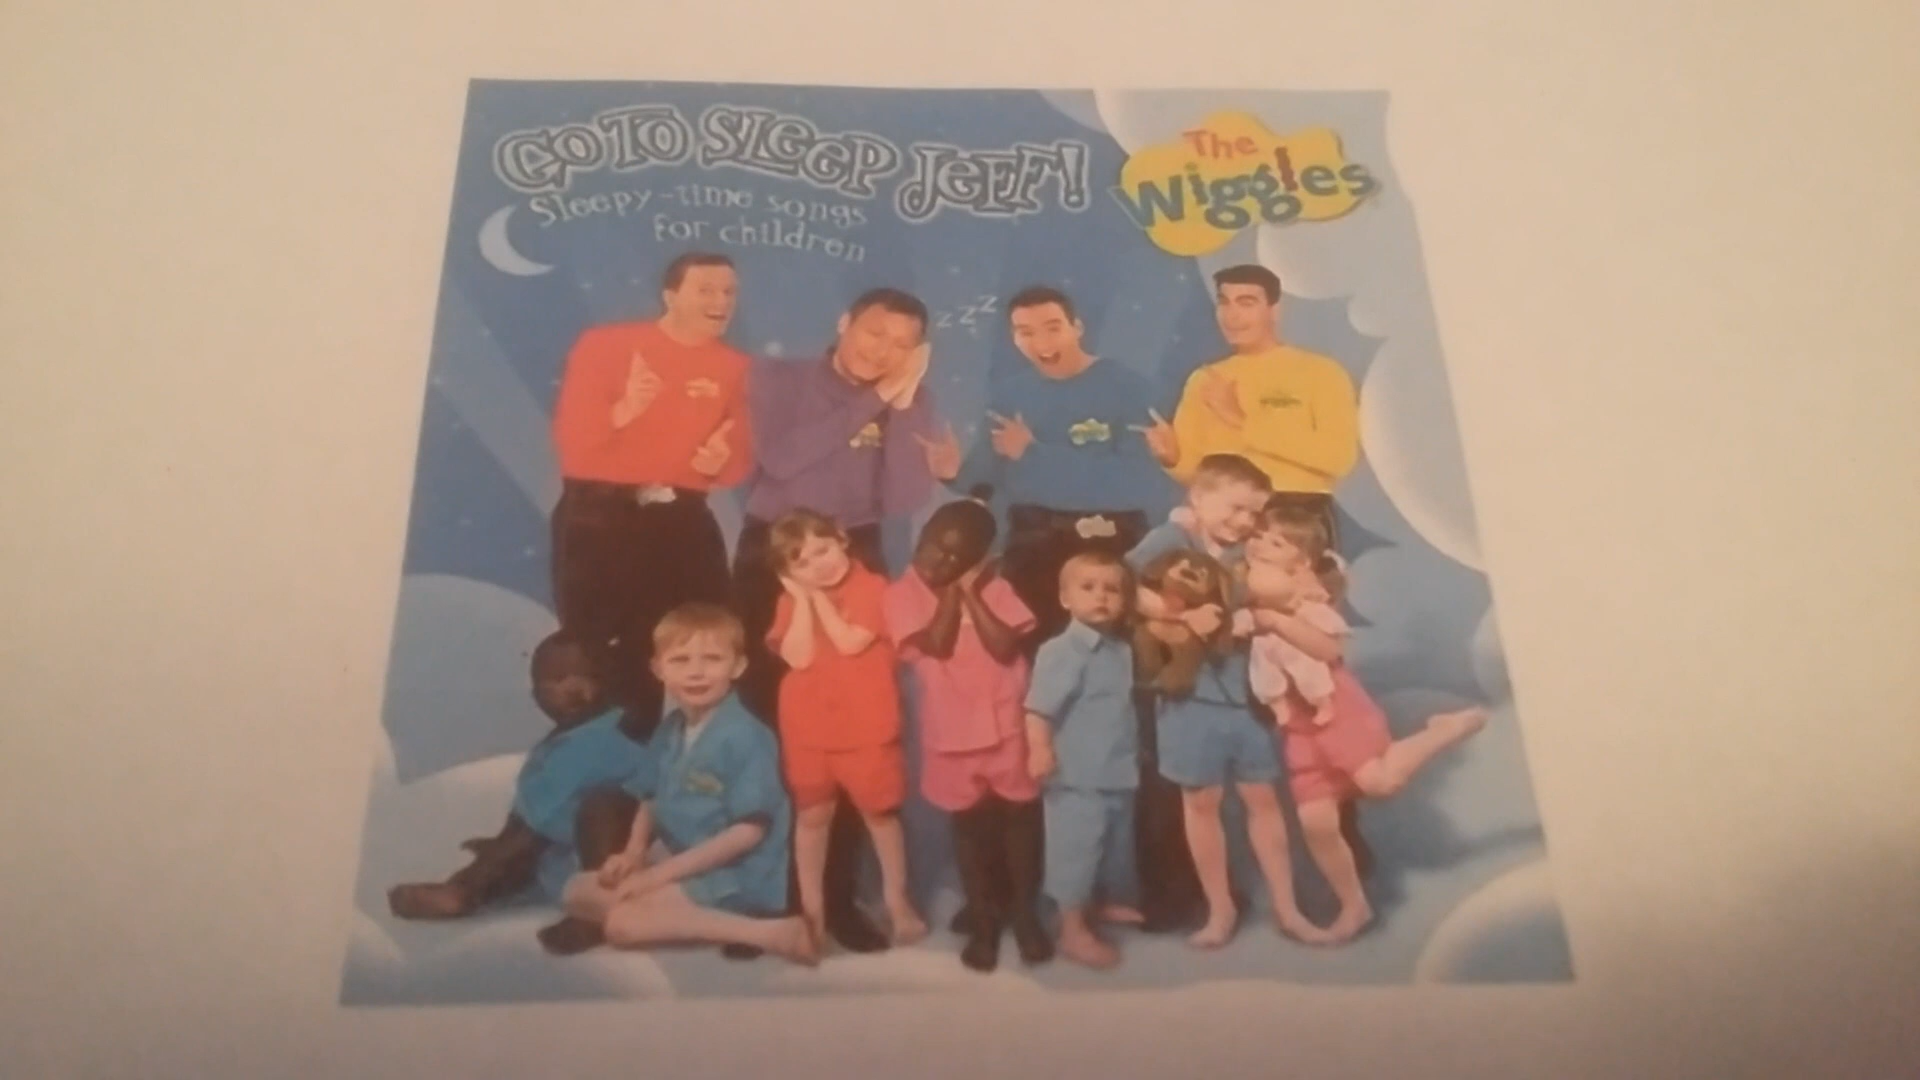 GO TO SLEEP JEFF!
Sleepy-time songs
for children
The
Wiggles
z z z